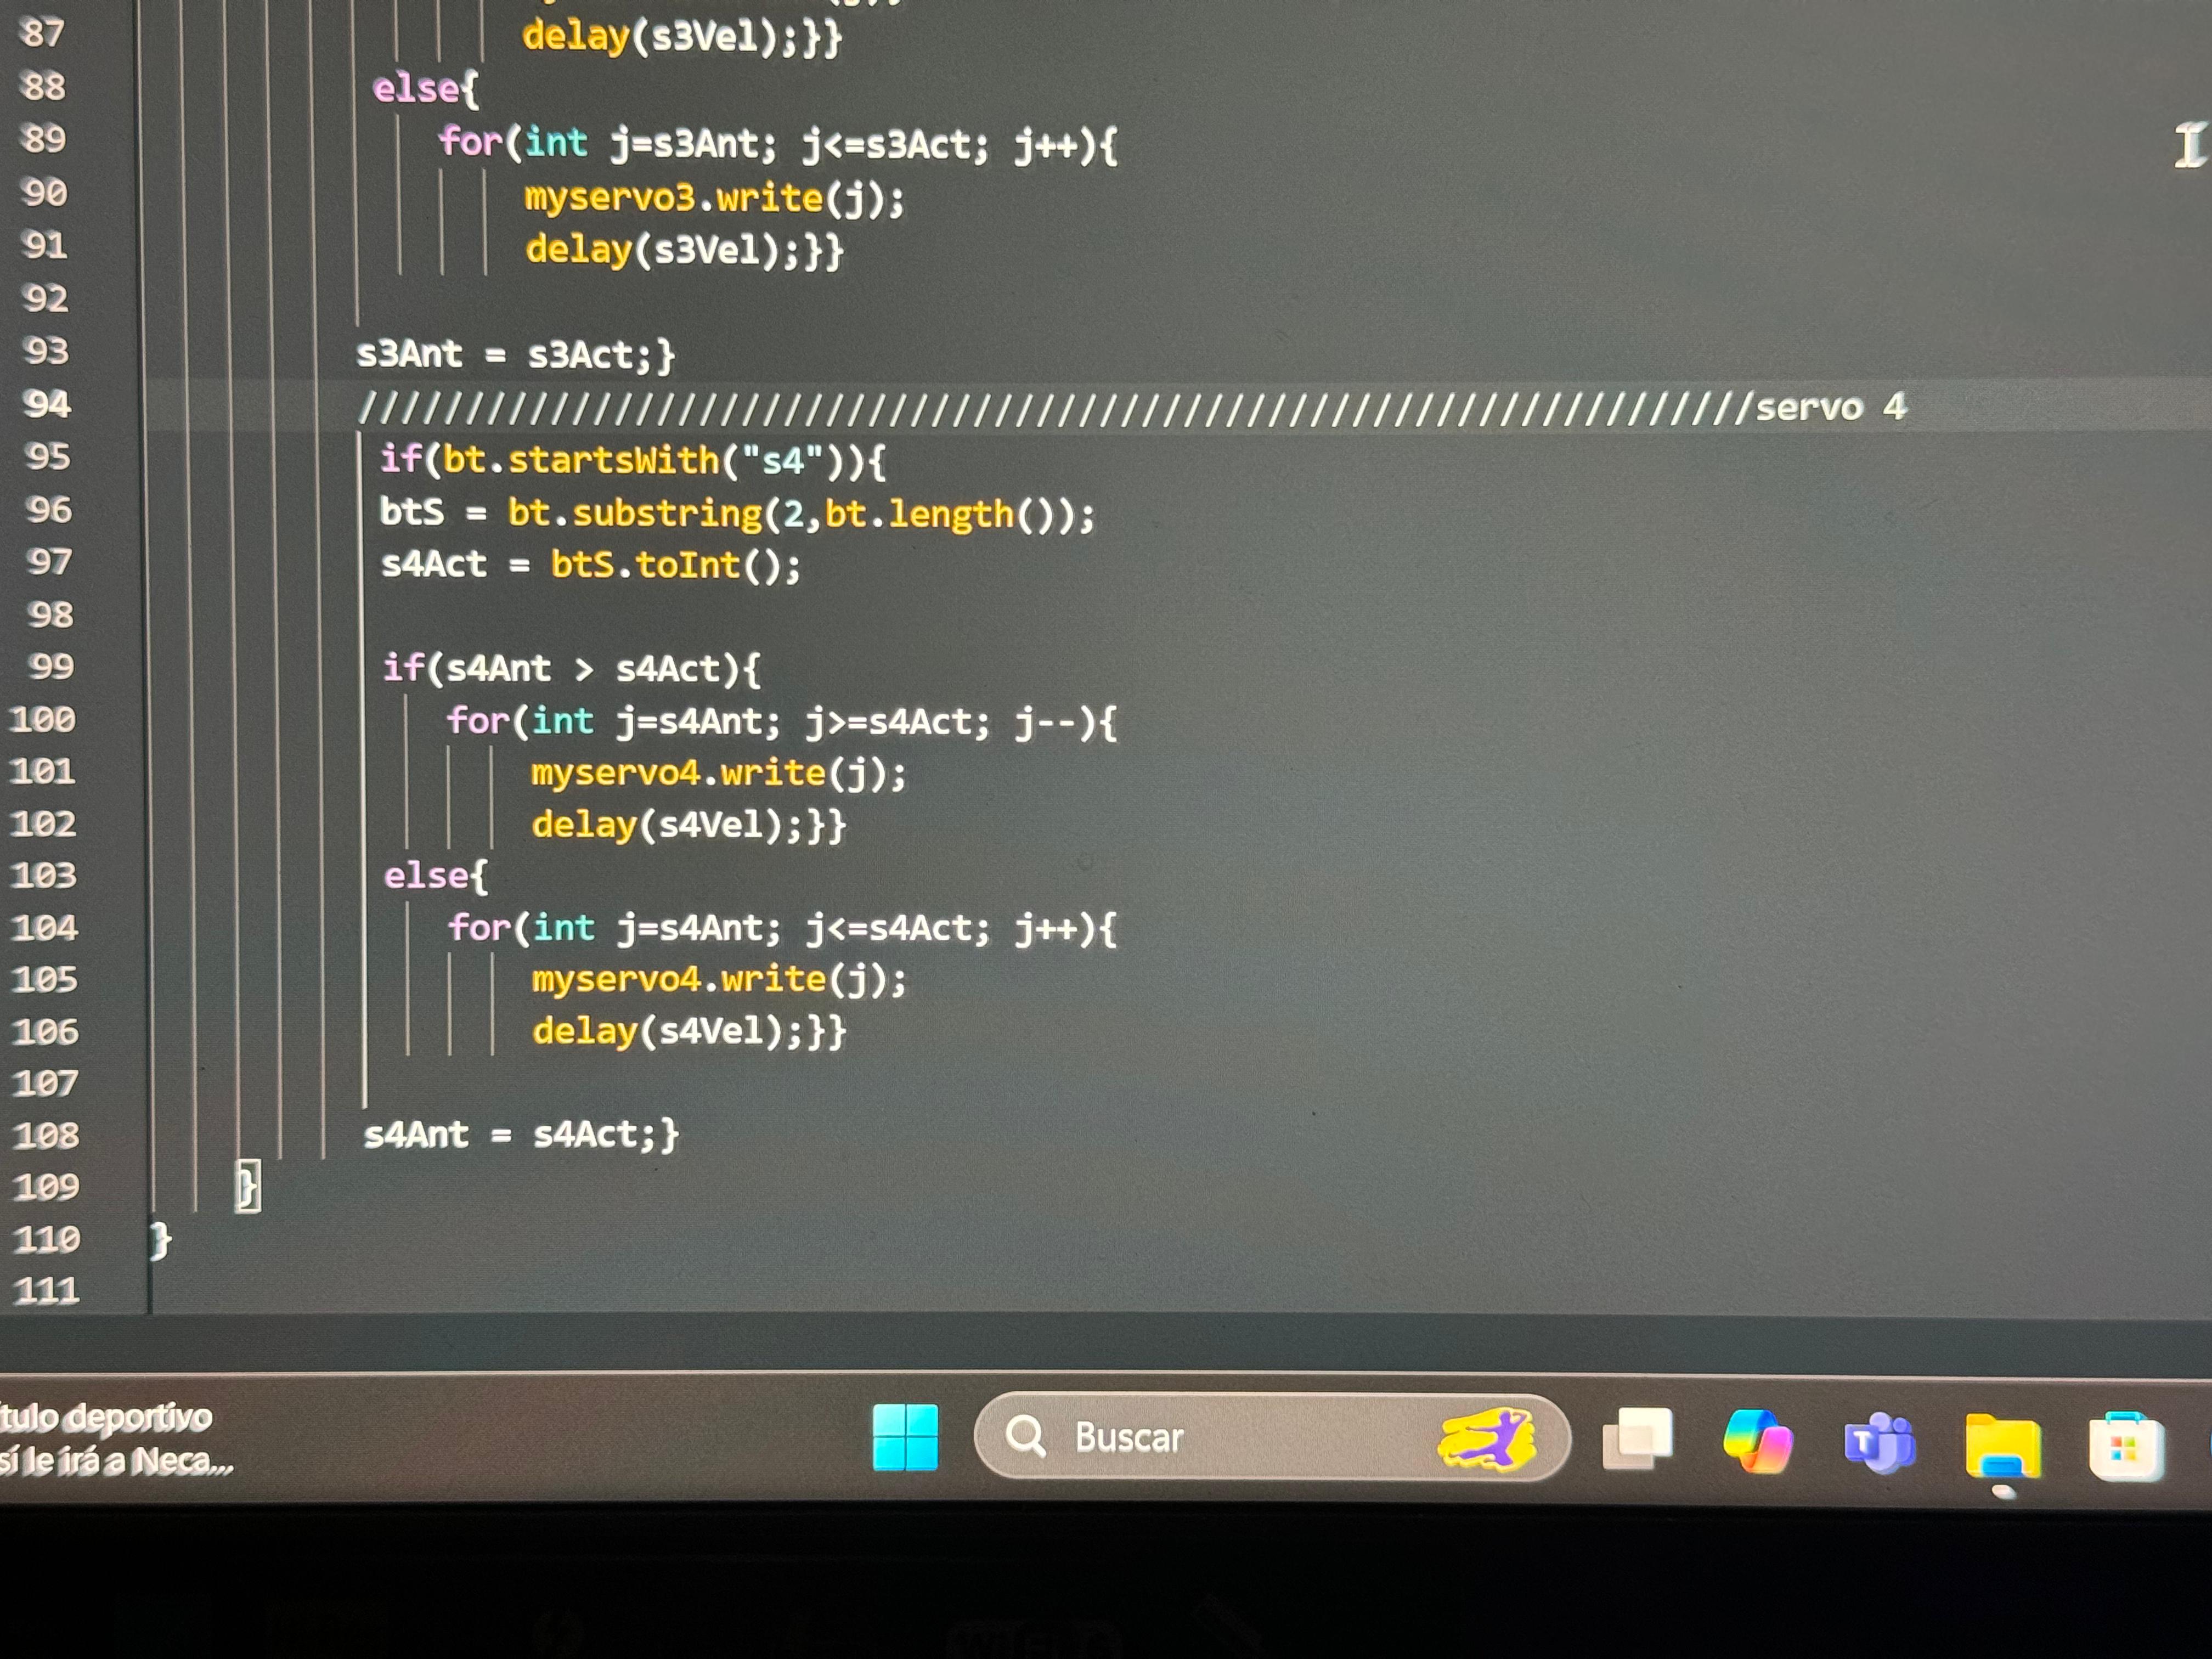 87 delay(s3Vel);}}
88 else{
89 for(int j=s3Ant; j<=s3Act; j++){
90 myservo3.write(j);
91 delay(s3Vel);}}
92
93 s3Ant = s3Act;}
94 //////////////////////////////////////////////////////////////////servo 4
95 if(bt.startsWith("s4")){
96 btS = bt.substring(2,bt.length());
97 s4Act = btS.toInt();
98
99 if(s4Ant > s4Act){
100 for(int j=s4Ant; j>=s4Act; j--){
101 myservo4.write(j);
102 delay(s4Vel);}}
103 else{
104 for(int j=s4Ant; j<=s4Act; j++){
105 myservo4.write(j);
106 delay(s4Vel);}}
107
108 s4Ant = s4Act;}
109 }
110 }
111
tulo deportivo
sí le irá a Neca...
Buscar
T